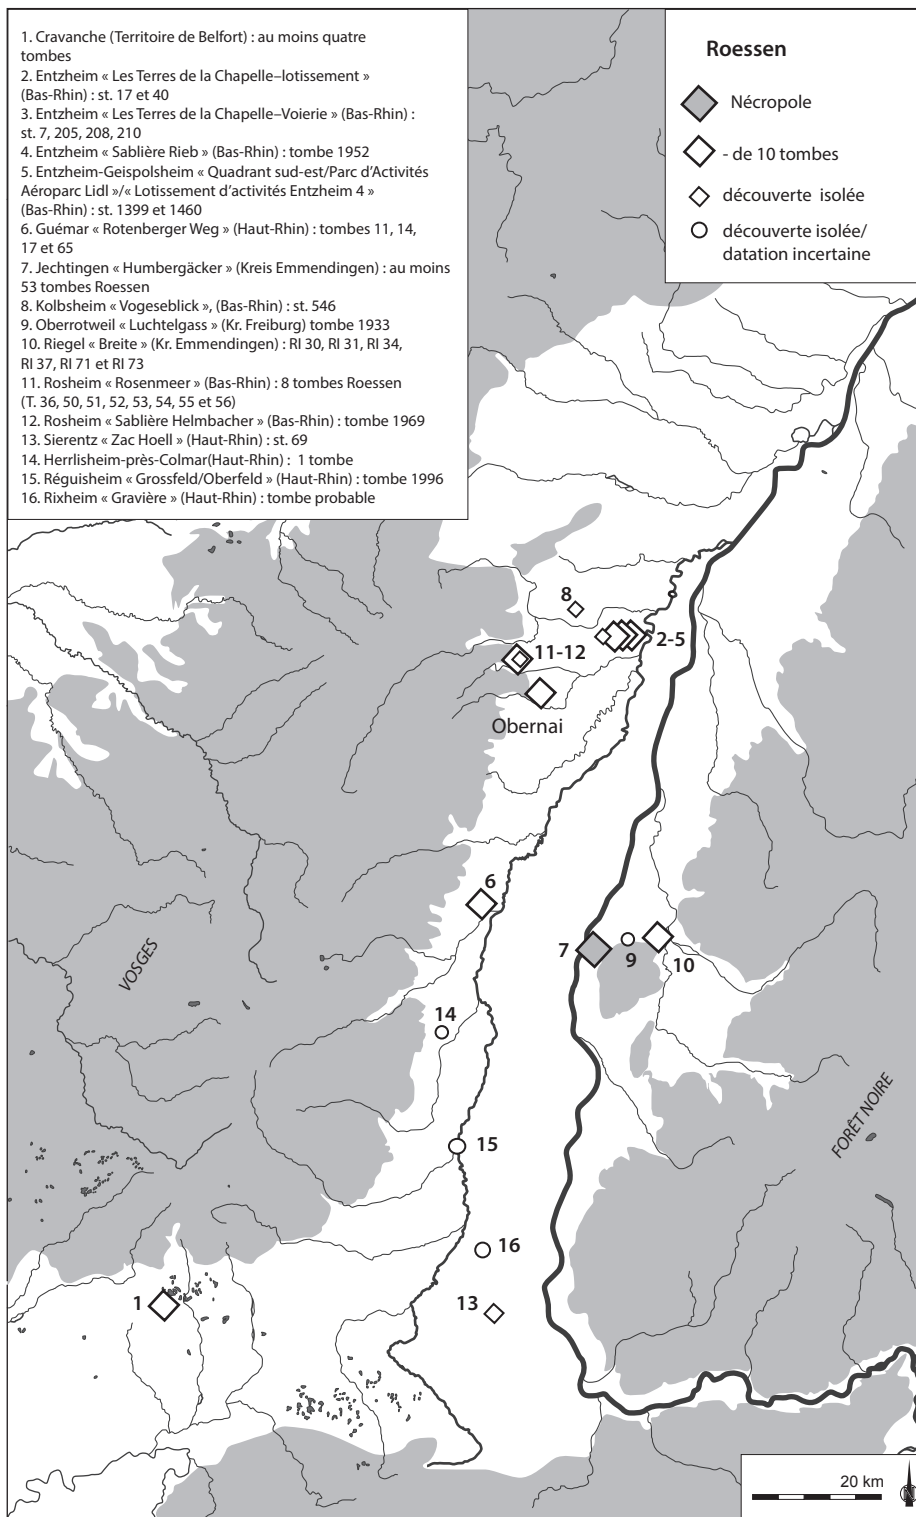 1. Cravanche (Territoire de Belfort) : au moins quatre
tombes
2. Entzheim « Les Terres de la Chapelle–lotissement »
(Bas-Rhin) : st. 17 et 40
3. Entzheim « Les Terres de la Chapelle–Voierie » (Bas-Rhin) :
st. 7, 205, 208, 210
4. Entzheim « Sablière Rieb » (Bas-Rhin) : tombe 1952
5. Entzheim-Geispolsheim « Quadrant sud-est/Parc d'Activités
Aéroparc Lidl »/« Lotissement d'activités Entzheim 4 »
(Bas-Rhin) : st. 1399 et 1460
6. Guémar « Rotenberger Weg » (Haut-Rhin) : tombes 11, 14,
17 et 65
7. Jechtingen « Humbergäcker » (Kreis Emmendingen) : au moins
53 tombes Roessen
8. Kolbsheim « Vogeseblick », (Bas-Rhin) : st. 546
9. Oberrotweil « Luchtelgass » (Kr. Freiburg) tombe 1933
10. Riegel « Breite » (Kr. Emmendingen) : RI 30, RI 31, RI 34,
RI 37, RI 71 et RI 73
11. Rosheim « Rosenmeer » (Bas-Rhin) : 8 tombes Roessen
(T. 36, 50, 51, 52, 53, 54, 55 et 56)
12. Rosheim « Sablière Helmbacher » (Bas-Rhin) : tombe 1969
13. Sierentz « Zac Hoell » (Haut-Rhin) : st. 69
14. Herrlisheim-près-Colmar(Haut-Rhin) : 1 tombe
15. Réguisheim « Grossfeld/Oberfeld » (Haut-Rhin) : tombe 1996
16. Rixheim « Gravière » (Haut-Rhin) : tombe probable
Roessen
Nécropole
- de 10 tombes
découverte isolée
découverte isolée/
datation incertaine
8
2-5
11-12
Obernai
6
7
9
10
VOSGES
14
FORÊT NOIRE
15
16
1
13
20 km
N